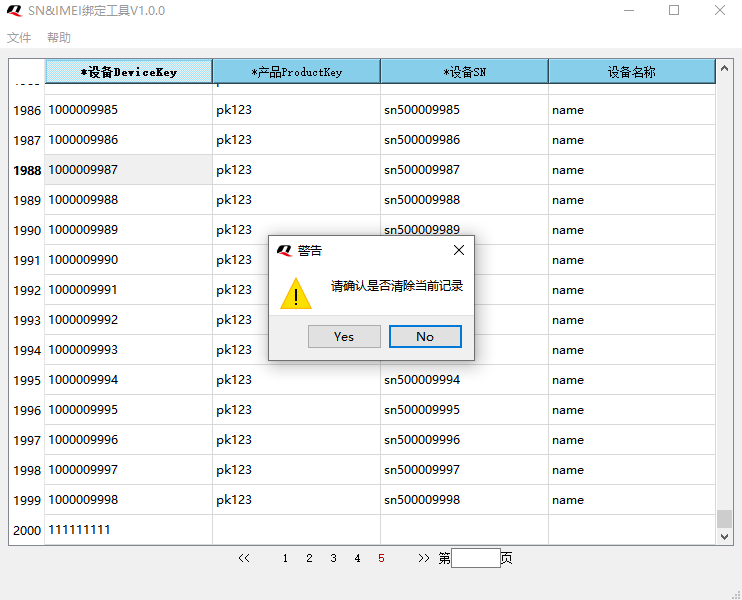 SN&IMEI绑定工具V1.0.0
文件 帮助
*设备DeviceKey *产品ProductKey *设备SN 设备名称
1986 1000009985 pk123 sn500009985 name
1987 1000009986 pk123 sn500009986 name
1988 1000009987 pk123 sn500009987 name
1989 1000009988 pk123 sn500009988 name
1990 1000009989 pk123 sn500009989 name
1991 1000009990 pk123 name
1992 1000009991 pk123 name
1993 1000009992 pk123 name
1994 1000009993 pk123 name
1995 1000009994 pk123 sn500009994 name
1996 1000009995 pk123 sn500009995 name
1997 1000009996 pk123 sn500009996 name
1998 1000009997 pk123 sn500009997 name
1999 1000009998 pk123 sn500009998 name
2000 111111111
警告
请确认是否清除当前记录
Yes No
<< 1 2 3 4 5 >> 第 页